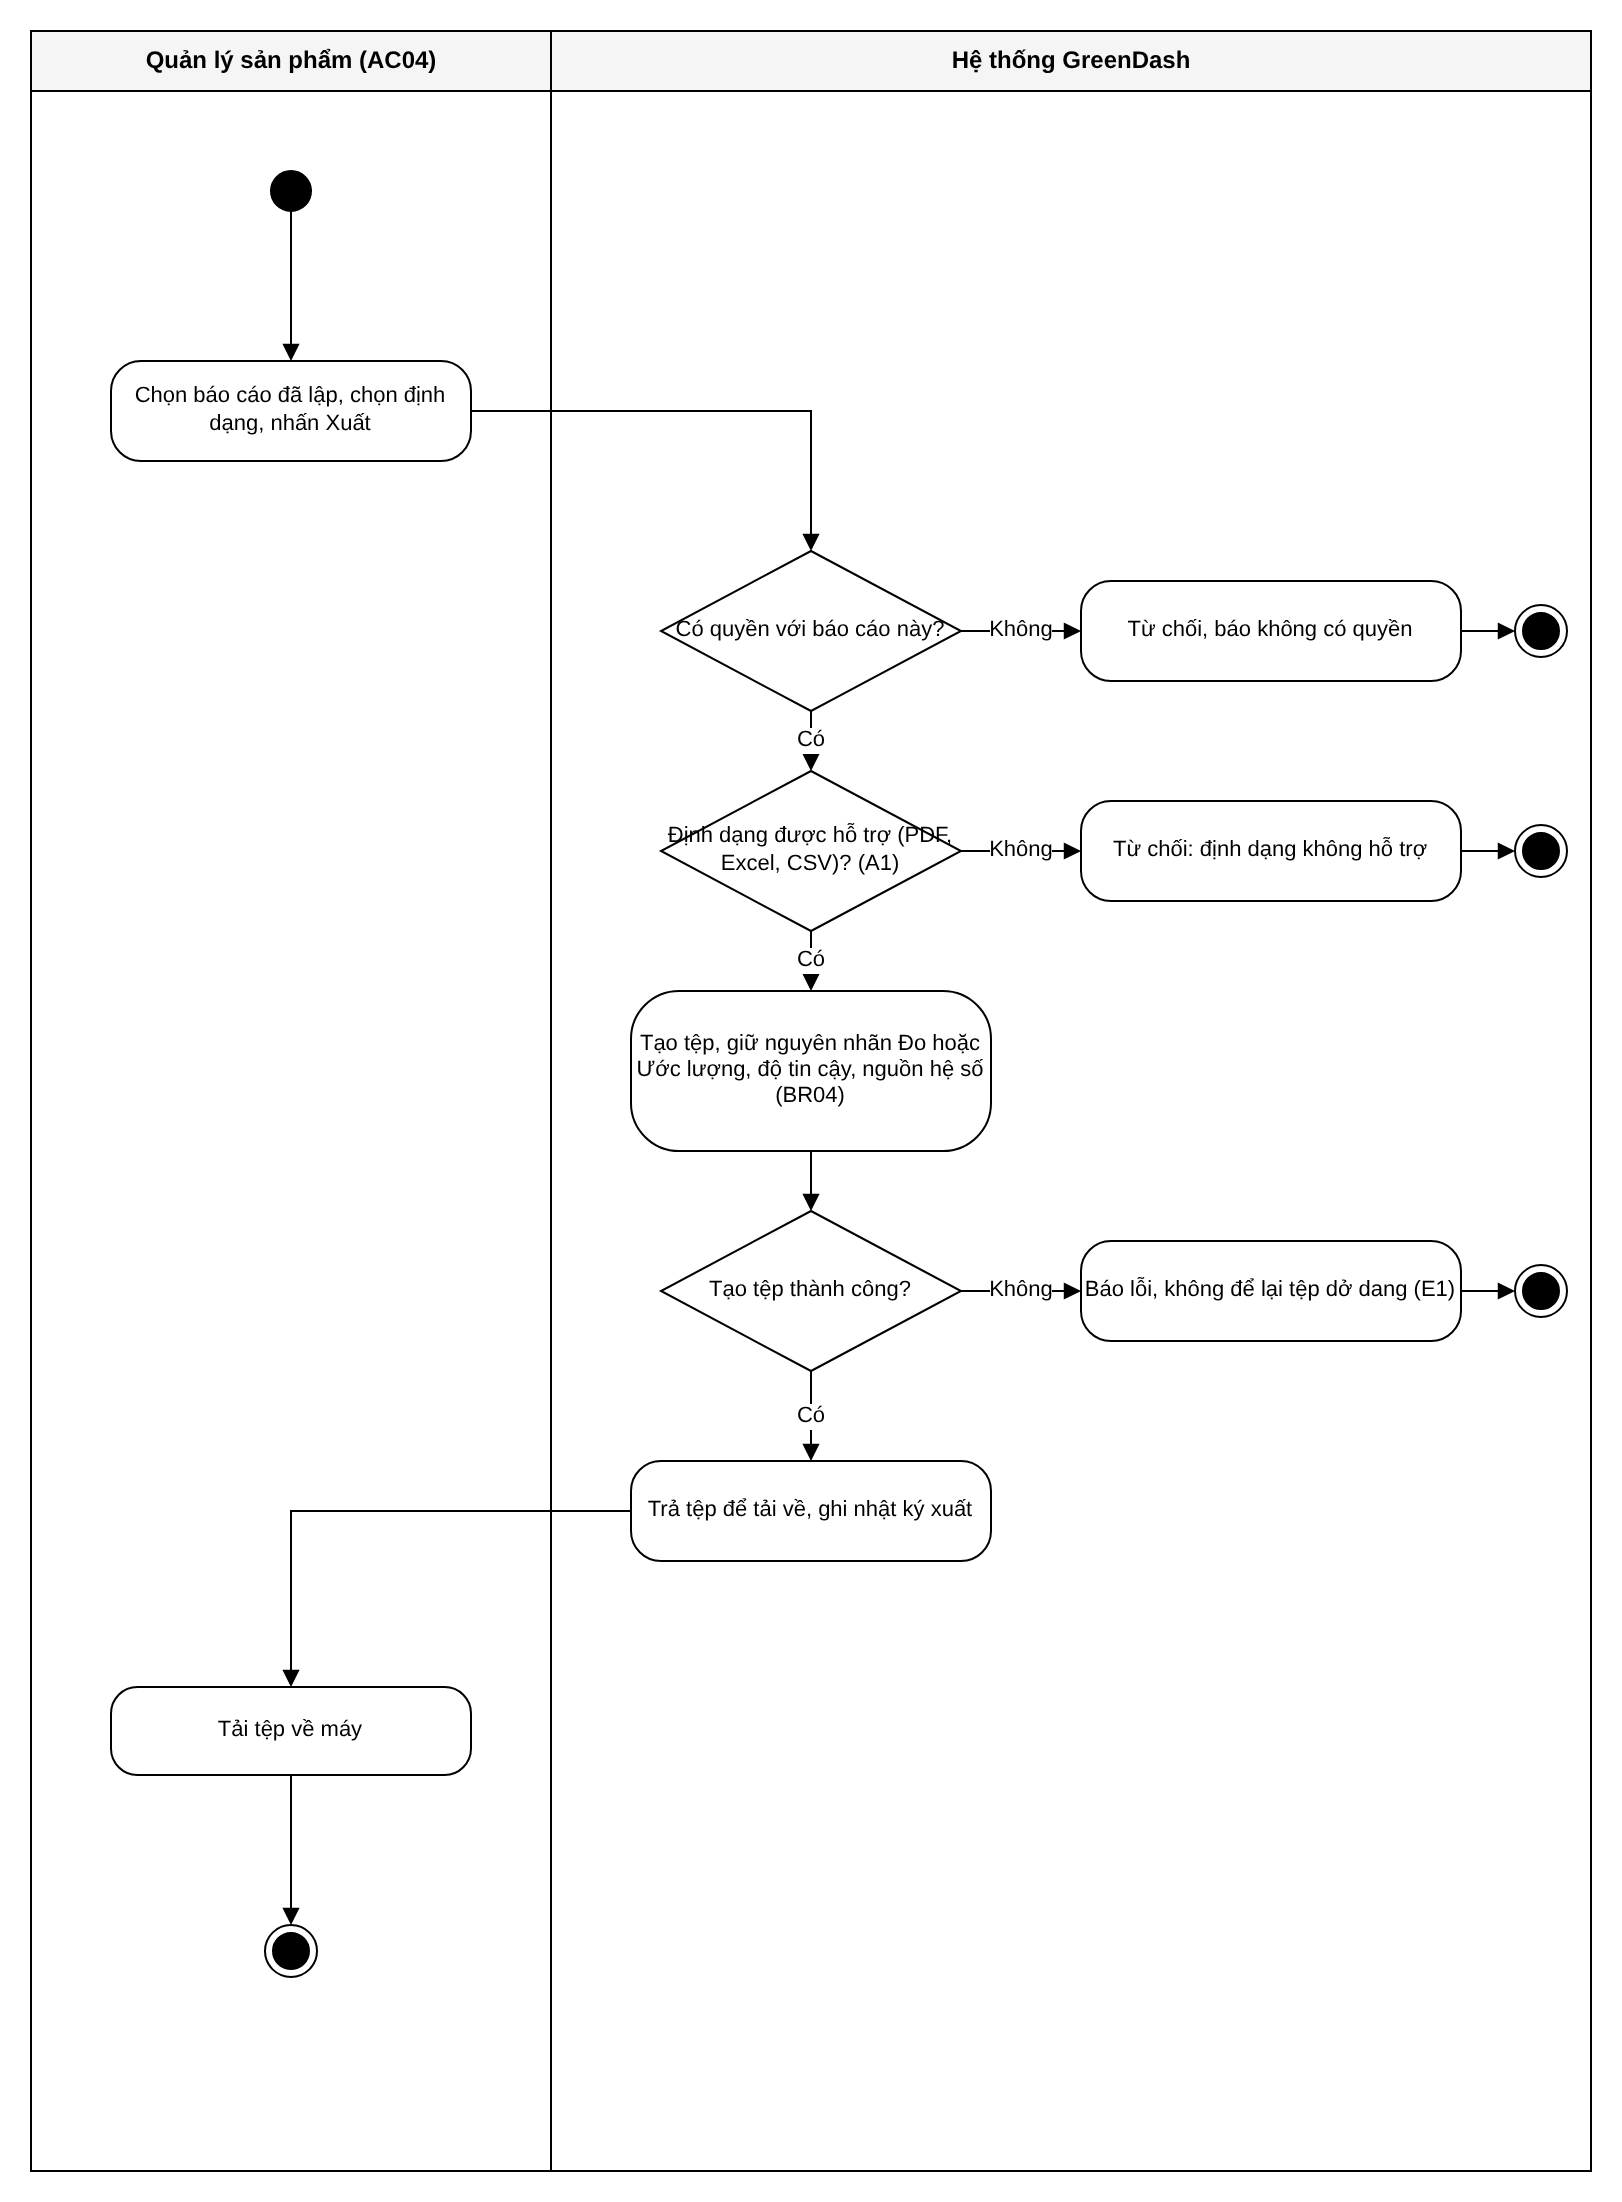 Quản lý sản phẩm (AC04)
Hệ thống GreenDash
Chọn báo cáo đã lập, chọn định
dạng, nhấn Xuất
Có quyền với báo cáo này?
Không
Từ chối, báo không có quyền
Có
Định dạng được hỗ trợ (PDF,
Excel, CSV)? (A1)
Không
Từ chối: định dạng không hỗ trợ
Có
Tạo tệp, giữ nguyên nhãn Đo hoặc
Ước lượng, độ tin cậy, nguồn hệ số
(BR04)
Tạo tệp thành công?
Không
Báo lỗi, không để lại tệp dở dang (E1)
Có
Trả tệp để tải về, ghi nhật ký xuất
Tải tệp về máy